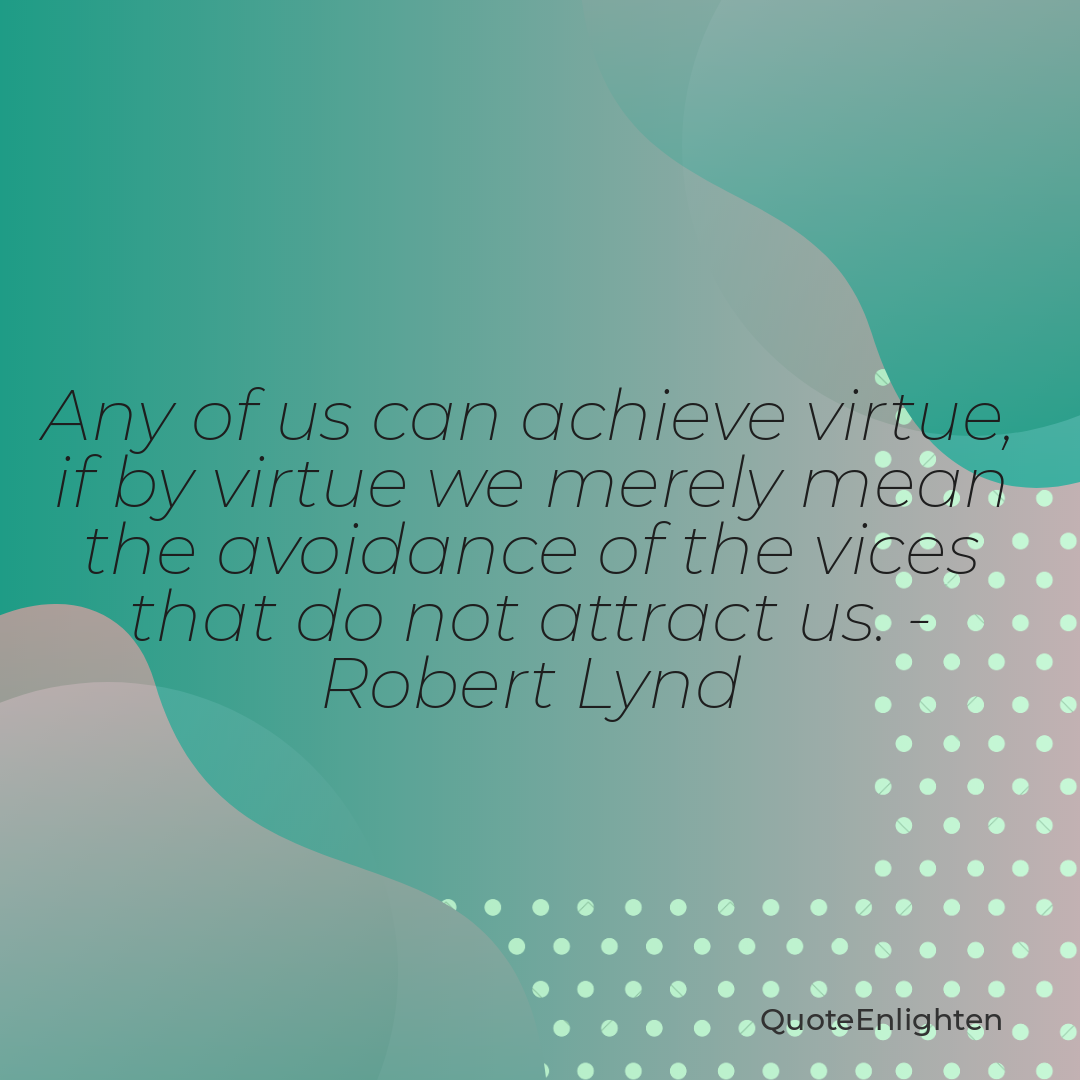 Any of us can achieve virtue,
if by virtue we merely mean
the avoidance of the vices
that do not attract us. -
Robert Lynd
QuoteEnlighten